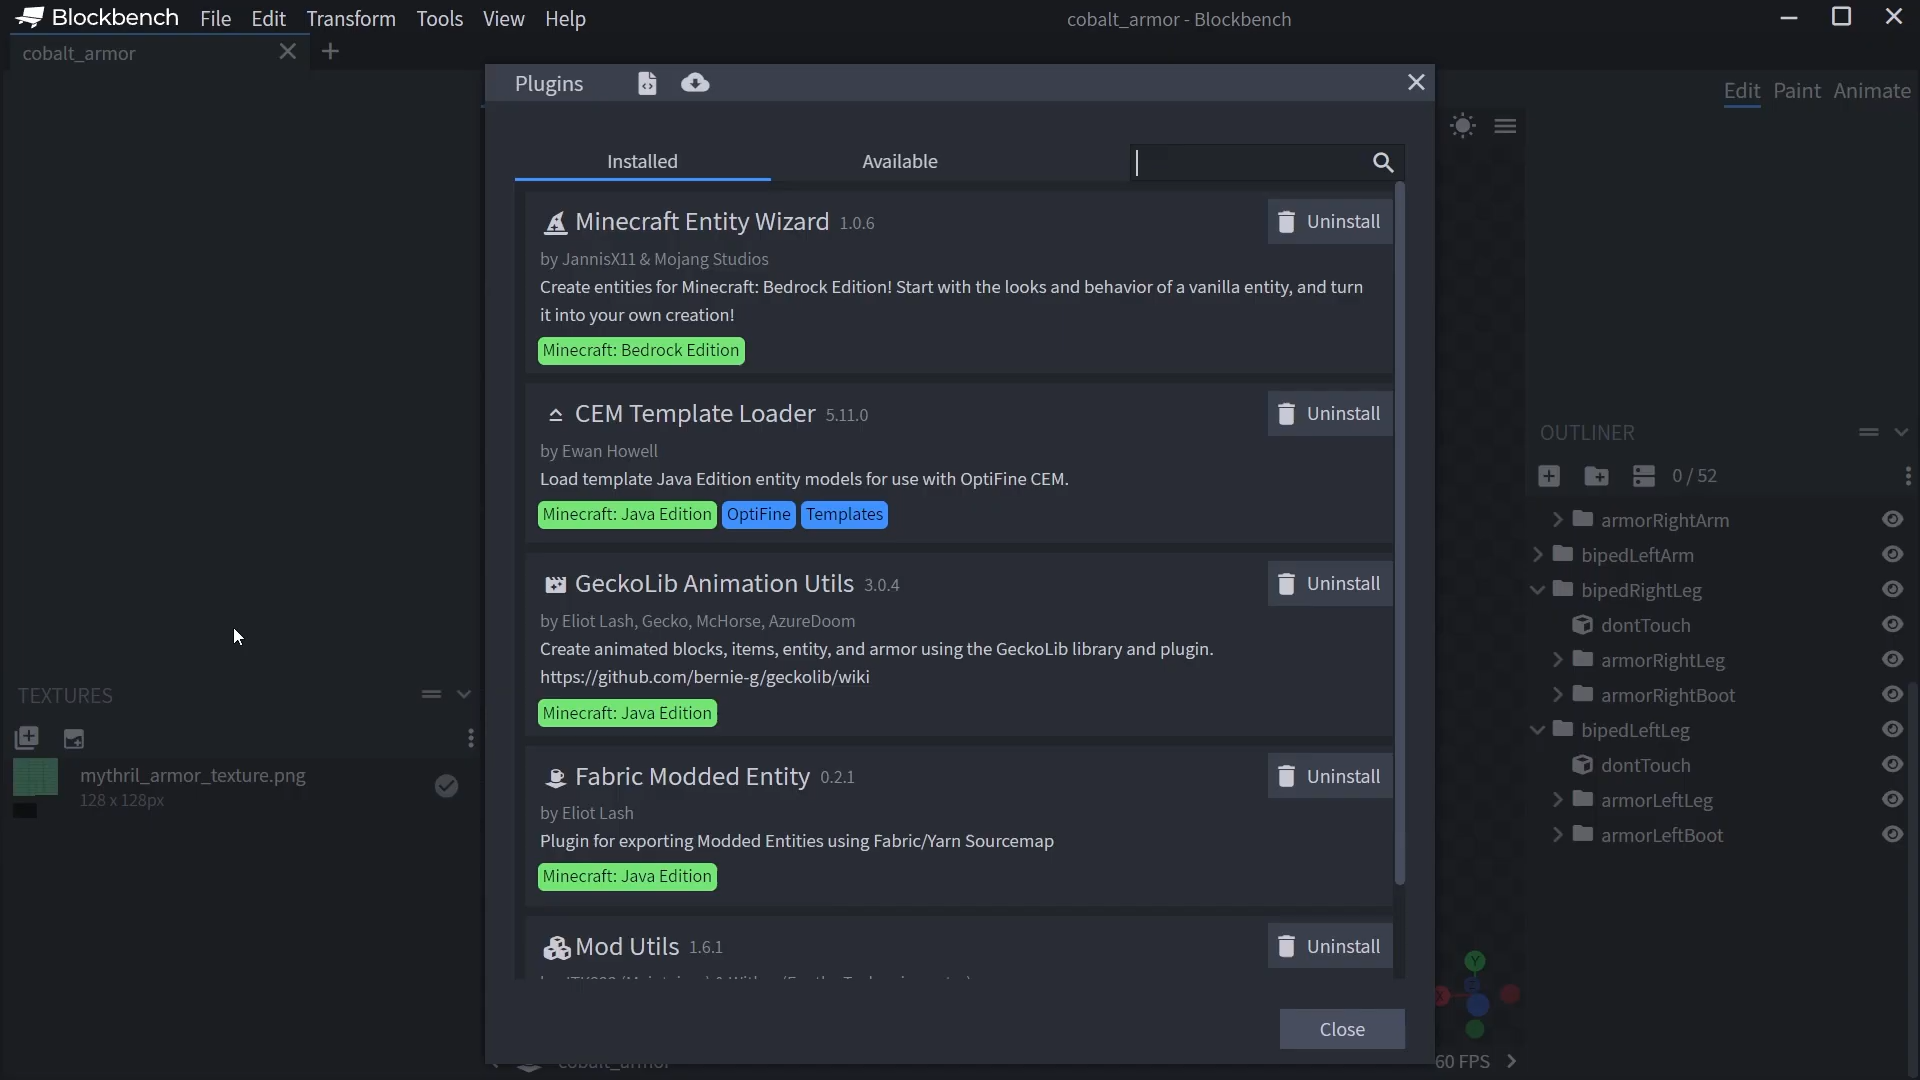 Blockbench File Edit Transform Tools View Help
cobalt_armor - Blockbench
cobalt_armor
Plugins
Edit Paint Animate
Installed Available
Minecraft Entity Wizard 1.0.6
Uninstall
by JannisX11 & Mojang Studios
Create entities for Minecraft: Bedrock Edition! Start with the looks and behavior of a vanilla entity, and turn
it into your own creation!
Minecraft: Bedrock Edition
CEM Template Loader 5.11.0
Uninstall
by Ewan Howell
Load template Java Edition entity models for use with OptiFine CEM.
Minecraft: Java Edition OptiFine Templates
GeckoLib Animation Utils 3.0.4
Uninstall
by Eliot Lash, Gecko, McHorse, AzureDoom
Create animated blocks, items, entity, and armor using the GeckoLib library and plugin.
https://github.com/bernie-g/geckolib/wiki
Minecraft: Java Edition
Fabric Modded Entity 0.2.1
Uninstall
by Eliot Lash
Plugin for exporting Modded Entities using Fabric/Yarn Sourcemap
Minecraft: Java Edition
Mod Utils 1.6.1
Uninstall
Close
TEXTURES
mythril_armor_texture.png
128 x 128px
OUTLINER
0 / 52
armorRightArm
bipedLeftArm
bipedRightLeg
dontTouch
armorRightLeg
armorRightBoot
bipedLeftLeg
dontTouch
armorLeftLeg
armorLeftBoot
Y
X
cobalt_armor
60 FPS